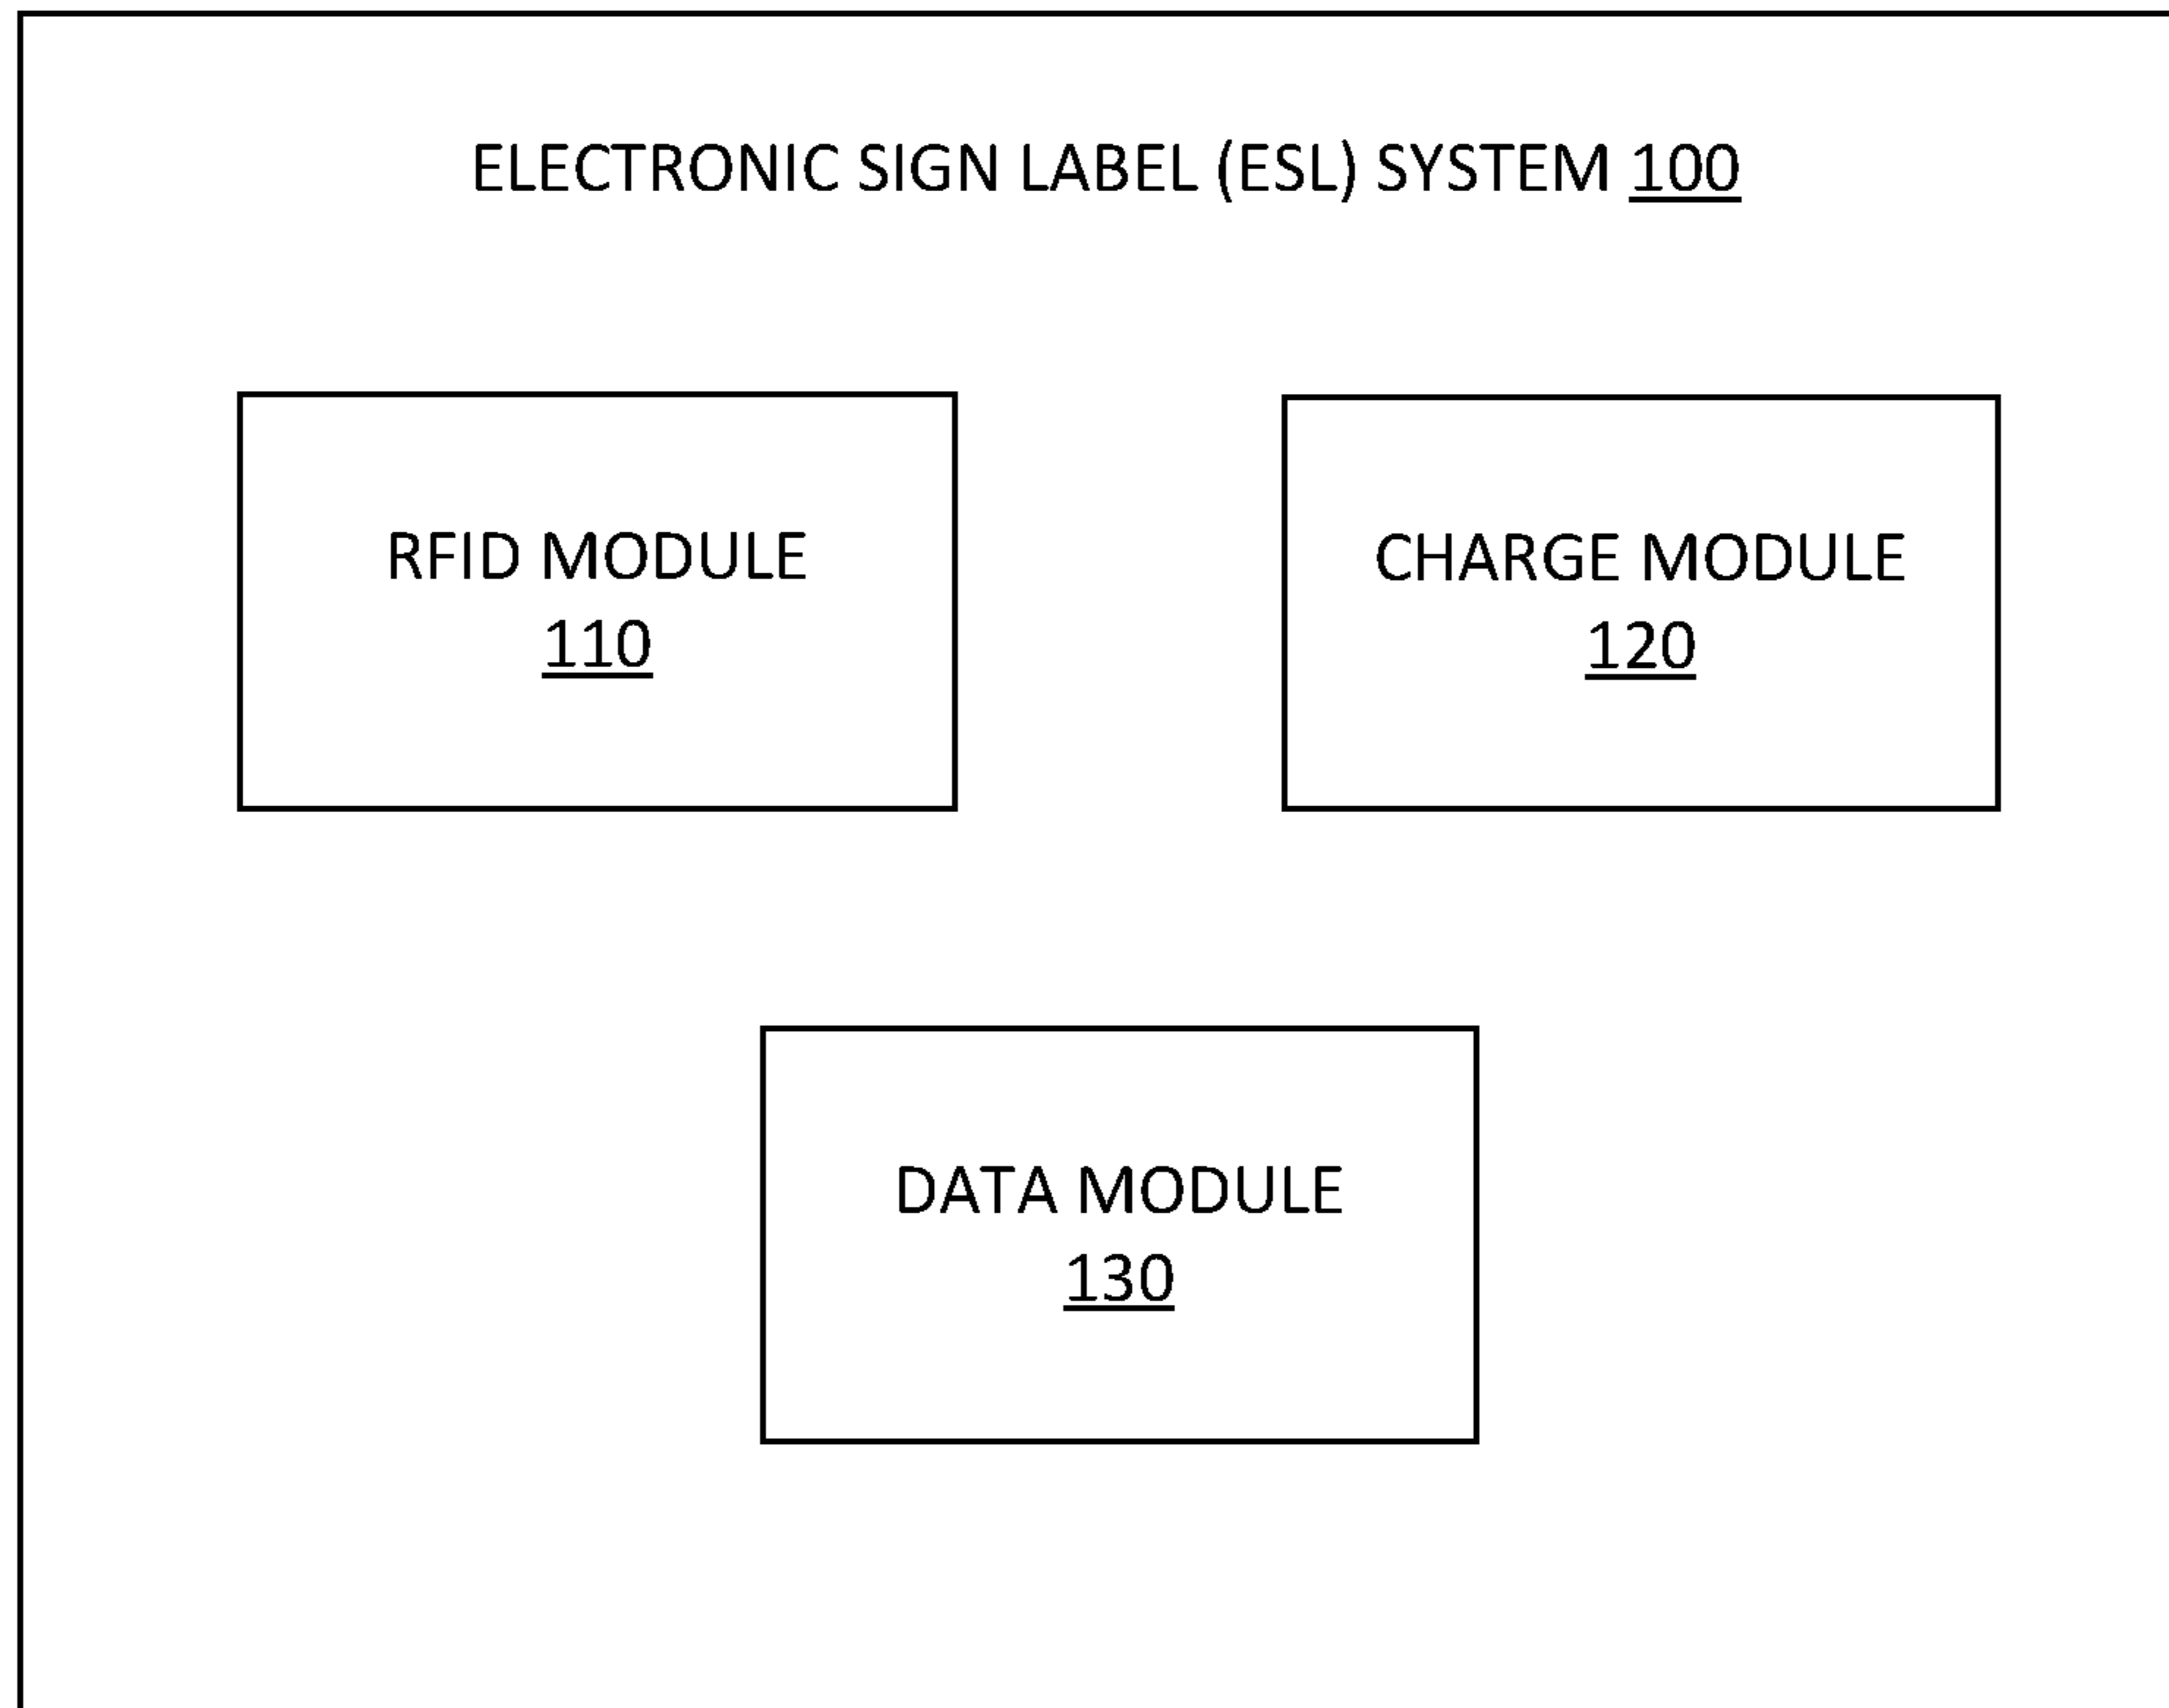 ELECTRONIC SIGN LABEL (ESL) SYSTEM 100
RFID MODULE
110
CHARGE MODULE
120
DATA MODULE
130